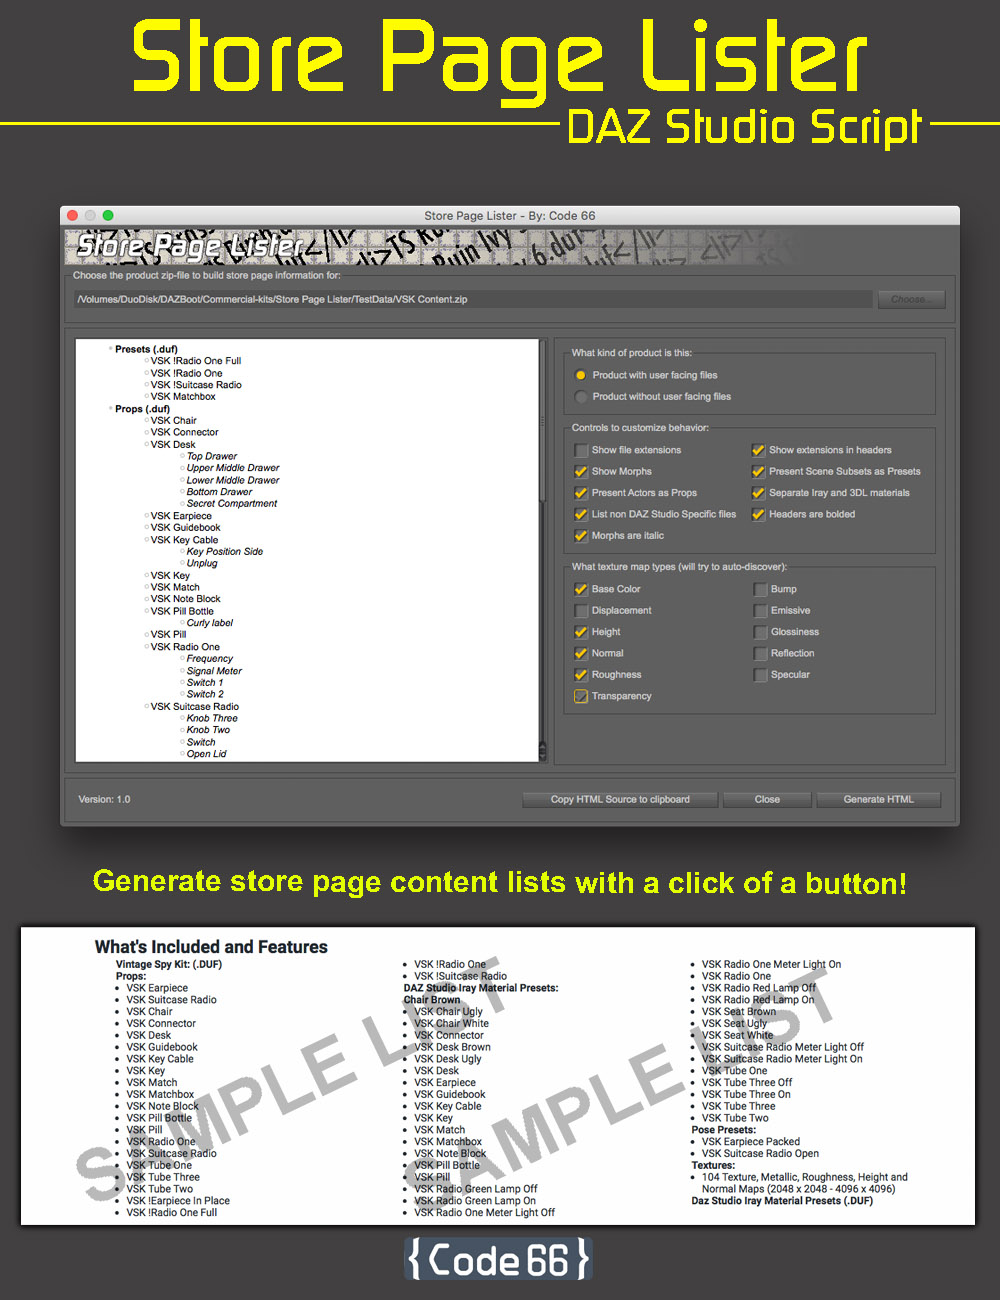 Store Page Lister
DAZ Studio Script
Store Page Lister - By: Code 66
Store Page Lister
Choose the product zip-file to build store page information for:
/Volumes/DuoDisk/DAZBoot/Commercial-kits/Store Page Lister/TestData/VSK Content.zip
Choose...
Presets (.duf)
VSK !Radio One Full
VSK !Radio One
VSK !Suitcase Radio
VSK Matchbox
Props (.duf)
VSK Chair
VSK Connector
VSK Desk
Top Drawer
Upper Middle Drawer
Lower Middle Drawer
Bottom Drawer
Secret Compartment
VSK Earpiece
VSK Guidebook
VSK Key Cable
Key Position Side
Unplug
VSK Key
VSK Match
VSK Note Block
VSK Pill Bottle
Curly label
VSK Pill
VSK Radio One
Frequency
Signal Meter
Switch 1
Switch 2
VSK Suitcase Radio
Knob Three
Knob Two
Switch
Open Lid
What kind of product is this:
Product with user facing files
Product without user facing files
Controls to customize behavior:
Show file extensions
Show extensions in headers
Show Morphs
Present Scene Subsets as Presets
Present Actors as Props
Separate Iray and 3DL materials
List non DAZ Studio Specific files
Headers are bolded
Morphs are italic
What texture map types (will try to auto-discover):
Base Color
Bump
Displacement
Emissive
Height
Glossiness
Normal
Reflection
Roughness
Specular
Transparency
Version: 1.0
Copy HTML Source to clipboard
Close
Generate HTML
Generate store page content lists with a click of a button!
What's Included and Features
Vintage Spy Kit: (.DUF)
Props:
VSK Earpiece
VSK Suitcase Radio
VSK Chair
VSK Connector
VSK Desk
VSK Guidebook
VSK Key Cable
VSK Key
VSK Match
VSK Matchbox
VSK Note Block
VSK Pill Bottle
VSK Pill
VSK Radio One
VSK Suitcase Radio
VSK Tube One
VSK Tube Three
VSK Tube Two
VSK !Earpiece In Place
VSK !Radio One Full
VSK !Radio One
VSK !Suitcase Radio
DAZ Studio Iray Material Presets:
Chair Brown
VSK Chair Ugly
VSK Chair White
VSK Connector
VSK Desk Brown
VSK Desk Ugly
VSK Desk
VSK Earpiece
VSK Guidebook
VSK Key Cable
VSK Key
VSK Match
VSK Matchbox
VSK Note Block
VSK Pill Bottle
VSK Pill
VSK Radio Green Lamp Off
VSK Radio Green Lamp On
VSK Radio One Meter Light Off
VSK Radio One Meter Light On
VSK Radio One
VSK Radio Red Lamp Off
VSK Radio Red Lamp On
VSK Seat Brown
VSK Seat Ugly
VSK Seat White
VSK Suitcase Radio Meter Light Off
VSK Suitcase Radio Meter Light On
VSK Tube One
VSK Tube Three Off
VSK Tube Three On
VSK Tube Three
VSK Tube Two
Pose Presets:
VSK Earpiece Packed
VSK Suitcase Radio Open
Textures:
104 Texture, Metallic, Roughness, Height and
Normal Maps (2048 x 2048 - 4096 x 4096)
Daz Studio Iray Material Presets (.DUF)
SAMPLE LIST
SAMPLE LIST
{Code66}